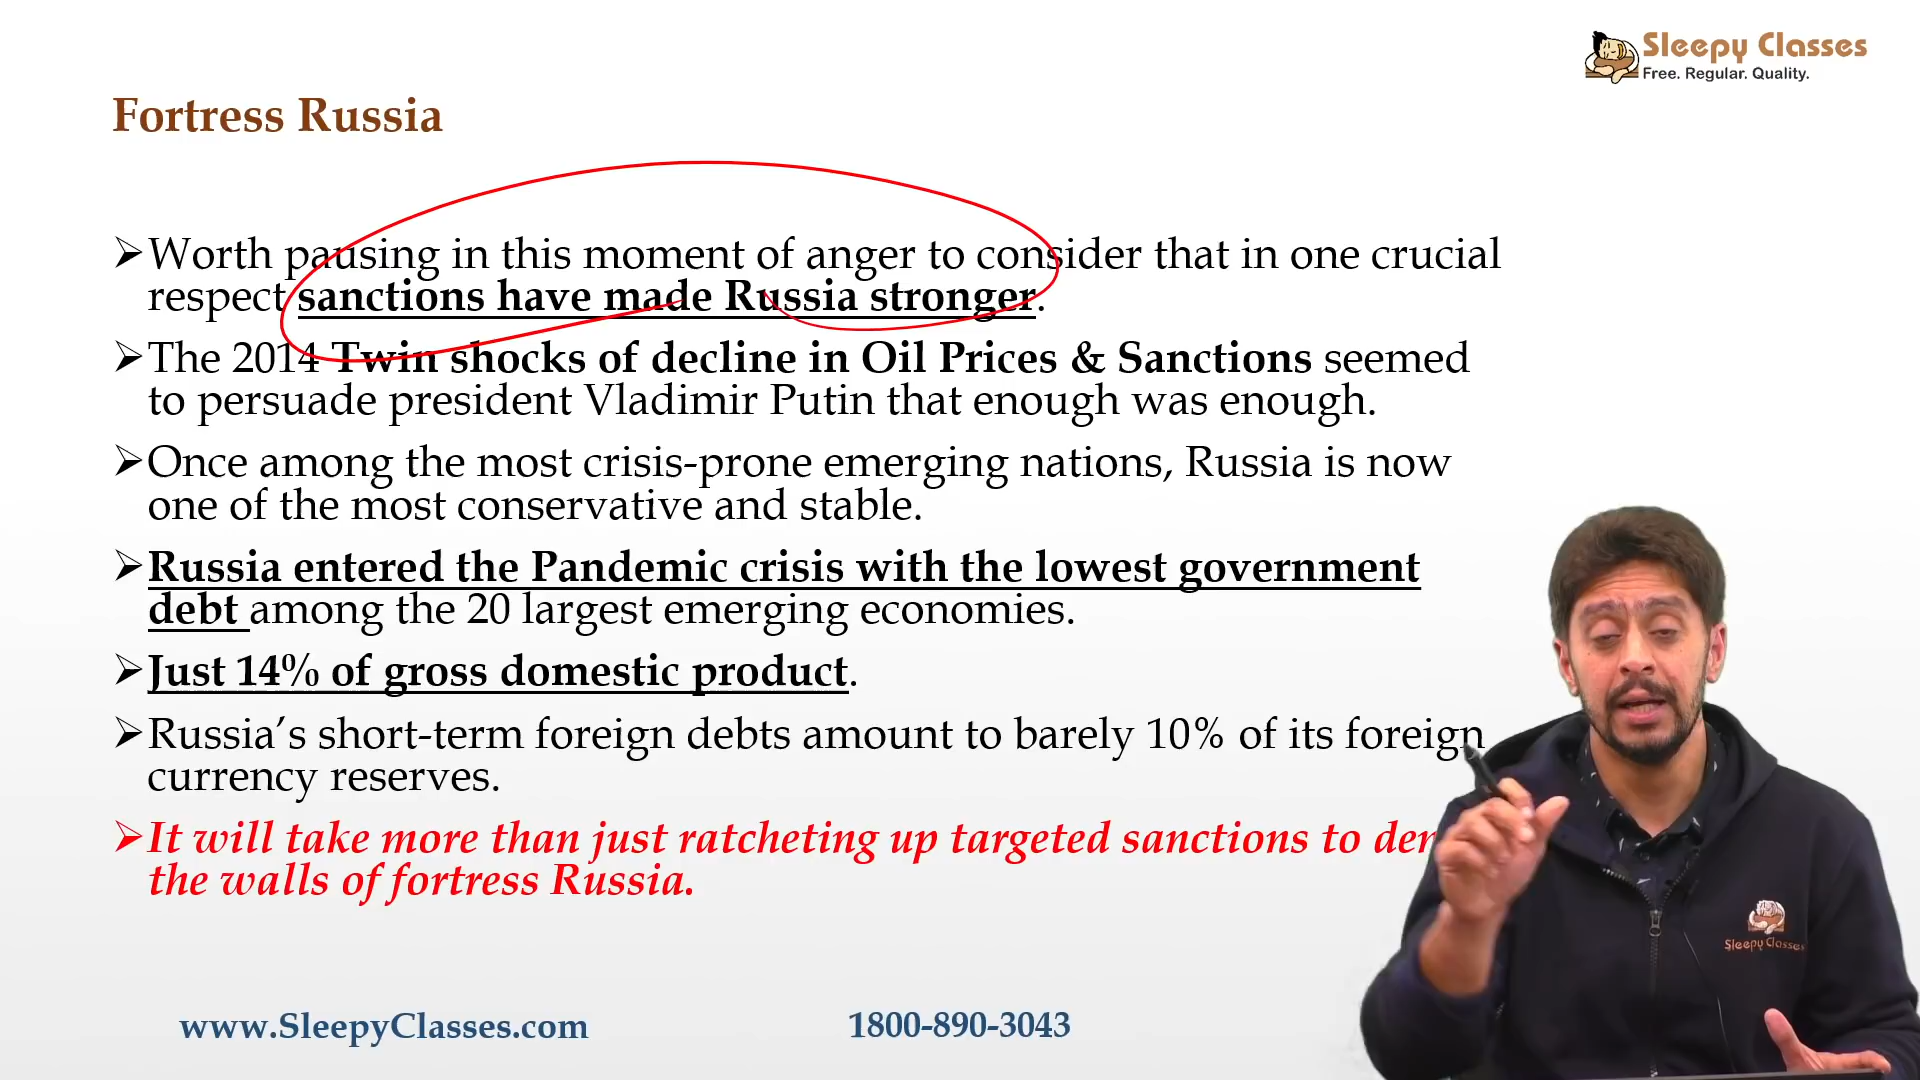 Sleepy Classes
Free. Regular. Quality.
Fortress Russia
➢Worth pausing in this moment of anger to consider that in one crucial
respect sanctions have made Russia stronger.
➢The 2014 Twin shocks of decline in Oil Prices & Sanctions seemed
to persuade president Vladimir Putin that enough was enough.
➢Once among the most crisis-prone emerging nations, Russia is now
one of the most conservative and stable.
➢Russia entered the Pandemic crisis with the lowest government
debt among the 20 largest emerging economies.
➢Just 14% of gross domestic product.
➢Russia’s short-term foreign debts amount to barely 10% of its foreign
currency reserves.
➢It will take more than just ratcheting up targeted sanctions to
the walls of fortress Russia.
Sleepy Classes
www.SleepyClasses.com
1800-890-3043